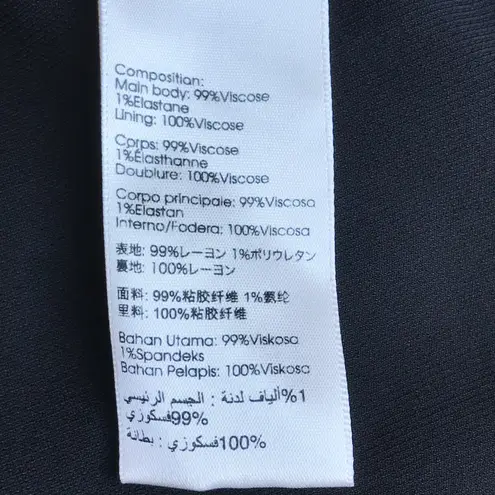 Composition:
Main body: 99%Viscose
1%Elastane
Lining: 100%Viscose
Corps: 99%Viscose
1%Élasthanne
Doublure: 100%Viscose
Corpo principale: 99%Viscosa
1%Elastan
Interno/Fodera: 100%Viscosa
表地: 99%レーヨン 1%ポリウレタン
裏地: 100%レーヨン
面料: 99%粘胶纤维 1%氨纶
里料: 100%粘胶纤维
Bahan Utama: 99%Viskosa
1%Spandeks
Bahan Pelapis: 100%Viskosa
1%ألياف لدنة : الجسم الرئيسي
99%فسكوزي
100%فسكوزي : بطانة